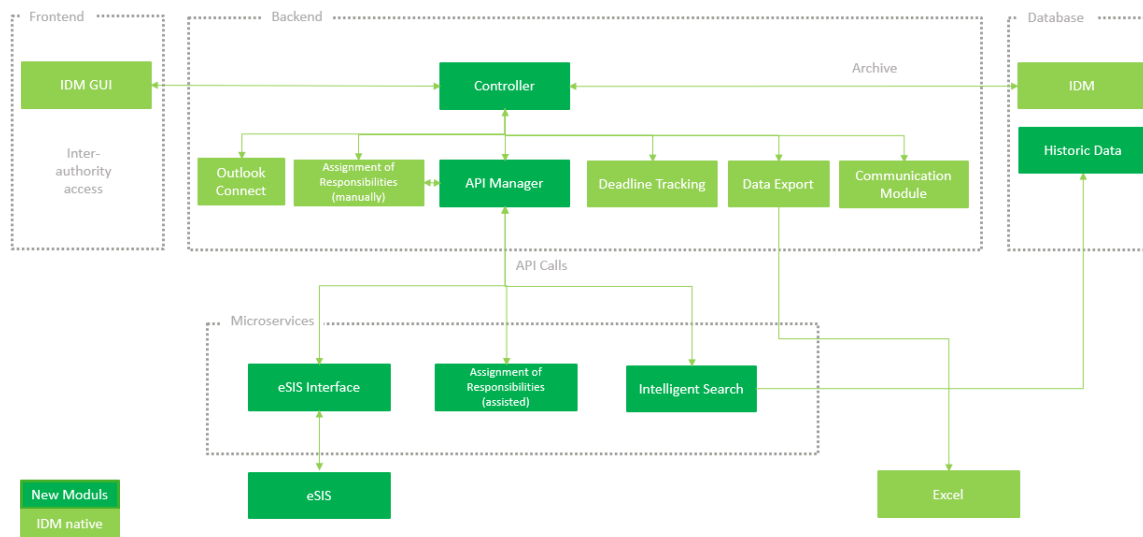 Frontend
Backend
Database
IDM GUI
Controller
Archive
IDM
Inter-
authority
access
Outlook
Connect
Assignment of
Responsibilities
(manually)
API Manager
Deadline Tracking
Data Export
Communication
Module
Historic Data
API Calls
Microservices
eSIS Interface
Assignment of
Responsibilities
(assisted)
Intelligent Search
eSIS
Excel
New Moduls
IDM native